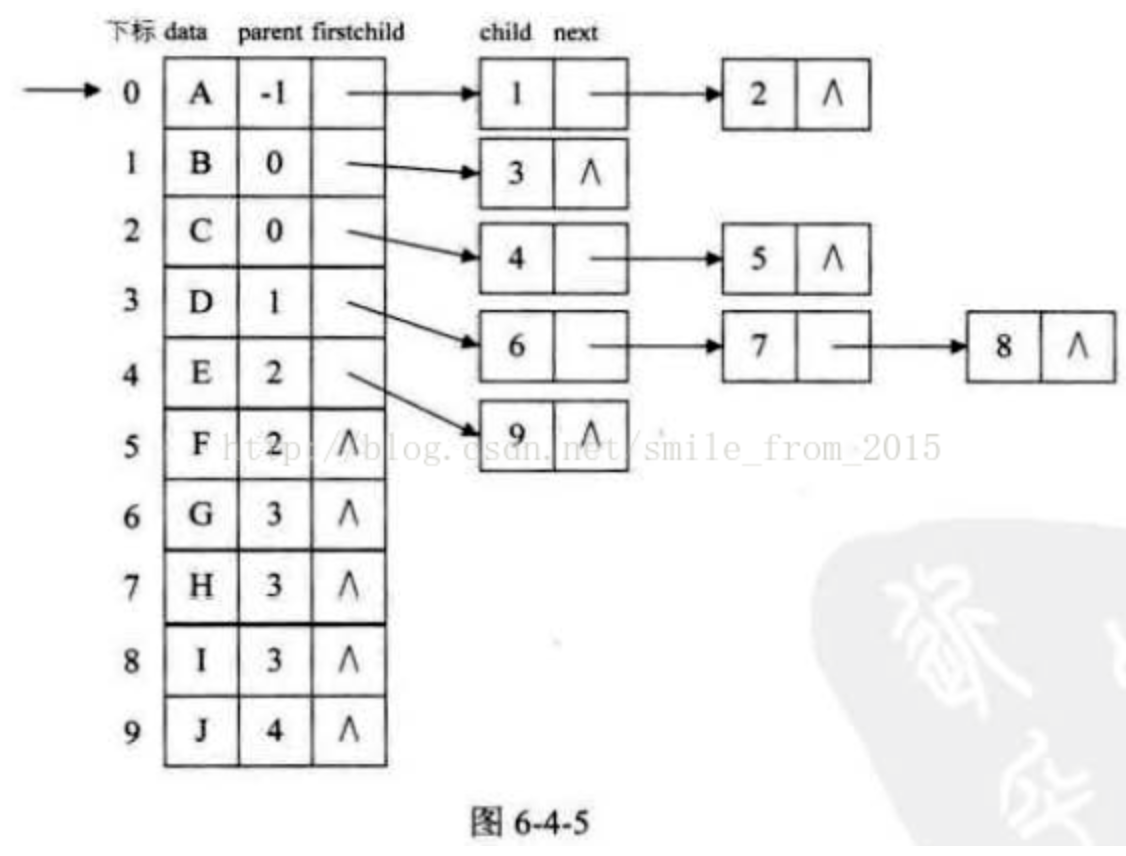 下标 data parent firstchild child next
0 A -1 1 2 ∧
1 B 0 3 ∧
2 C 0 4 5 ∧
3 D 1 6 7 8 ∧
4 E 2 9 ∧
5 F 2 ∧
http://blog.csdn.net/smile_from_2015
6 G 3 ∧
7 H 3 ∧
8 I 3 ∧
9 J 4 ∧
图 6-4-5